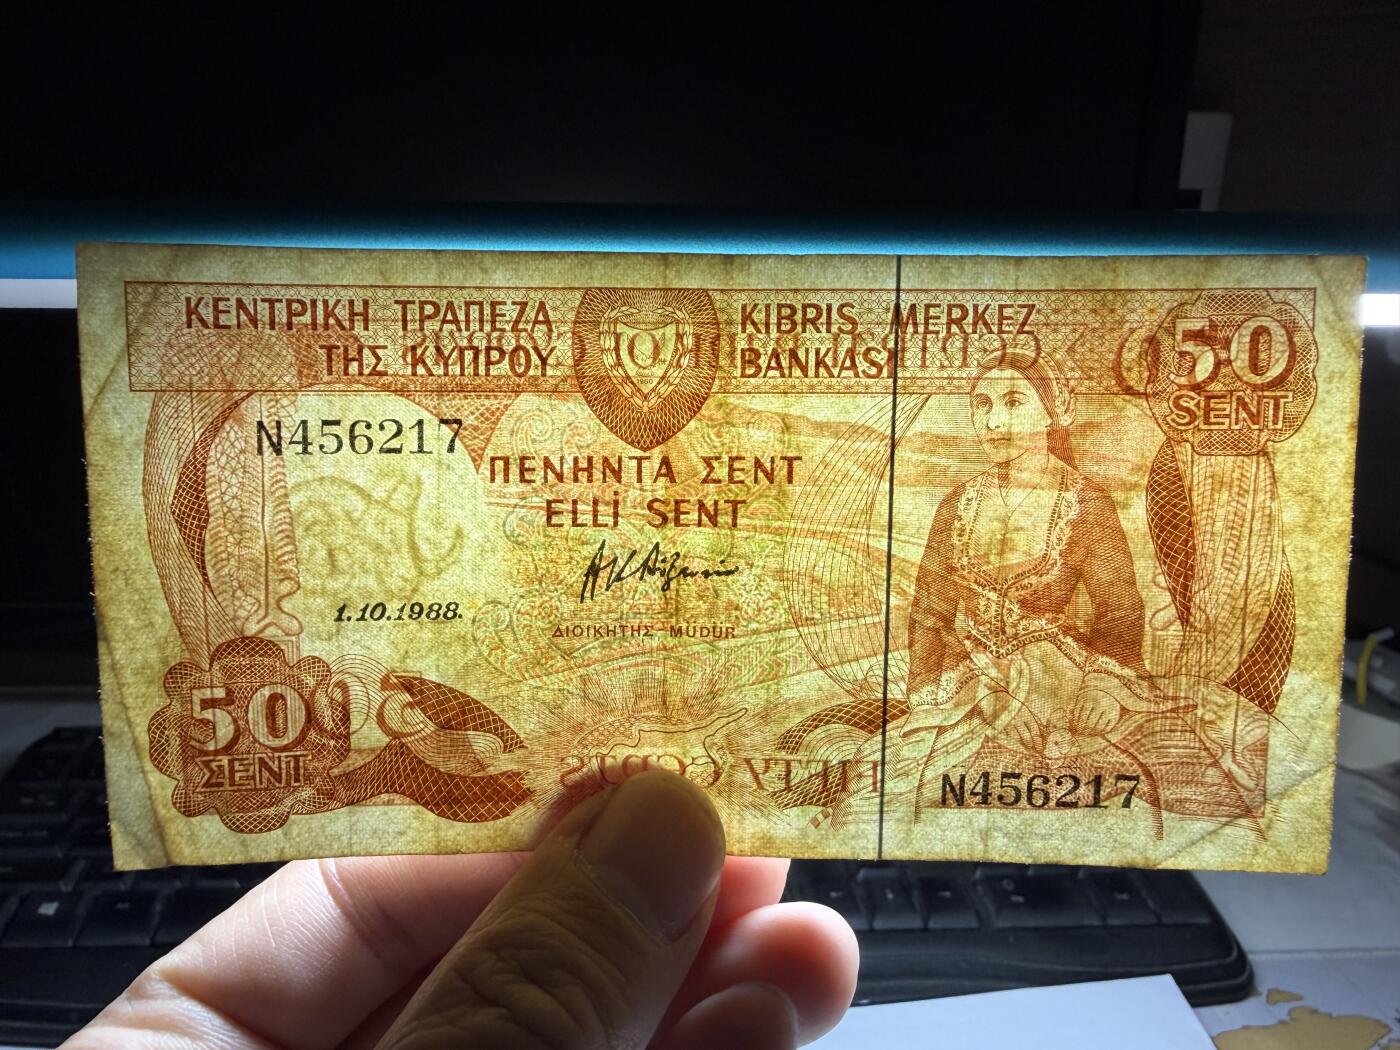 ΚΕΝΤΡΙΚΗ ΤΡΑΠΕΖΑ
ΤΗΣ ΚΥΠΡΟΥ
KIBRIS MERKEZ
BANKASI
50
SENT
N456217
ΠΕΝΗΝΤΑ ΣΕΝΤ
ELLİ SENT
1.10.1988.
ΔΙΟΙΚΗΤΗΣ - MÜDÜR
50
ΣΕΝΤ
N456217
1960